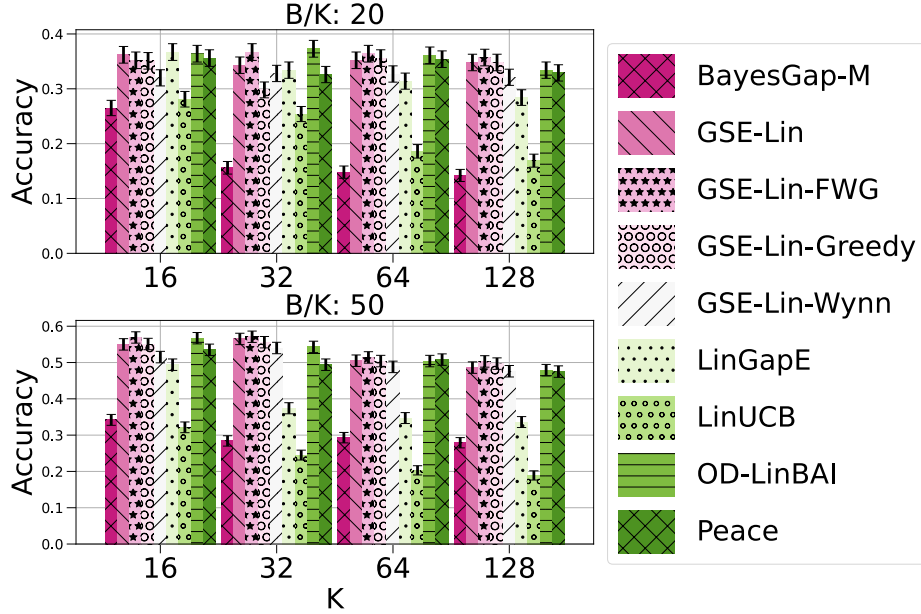 B/K: 20
0.4
0.3
0.2
0.1
0.0
Accuracy
16 32 64 128
B/K: 50
0.6
0.5
0.4
0.3
0.2
0.1
0.0
Accuracy
16 32 64 128
K
BayesGap-M
GSE-Lin
GSE-Lin-FWG
GSE-Lin-Greedy
GSE-Lin-Wynn
LinGapE
LinUCB
OD-LinBAI
Peace